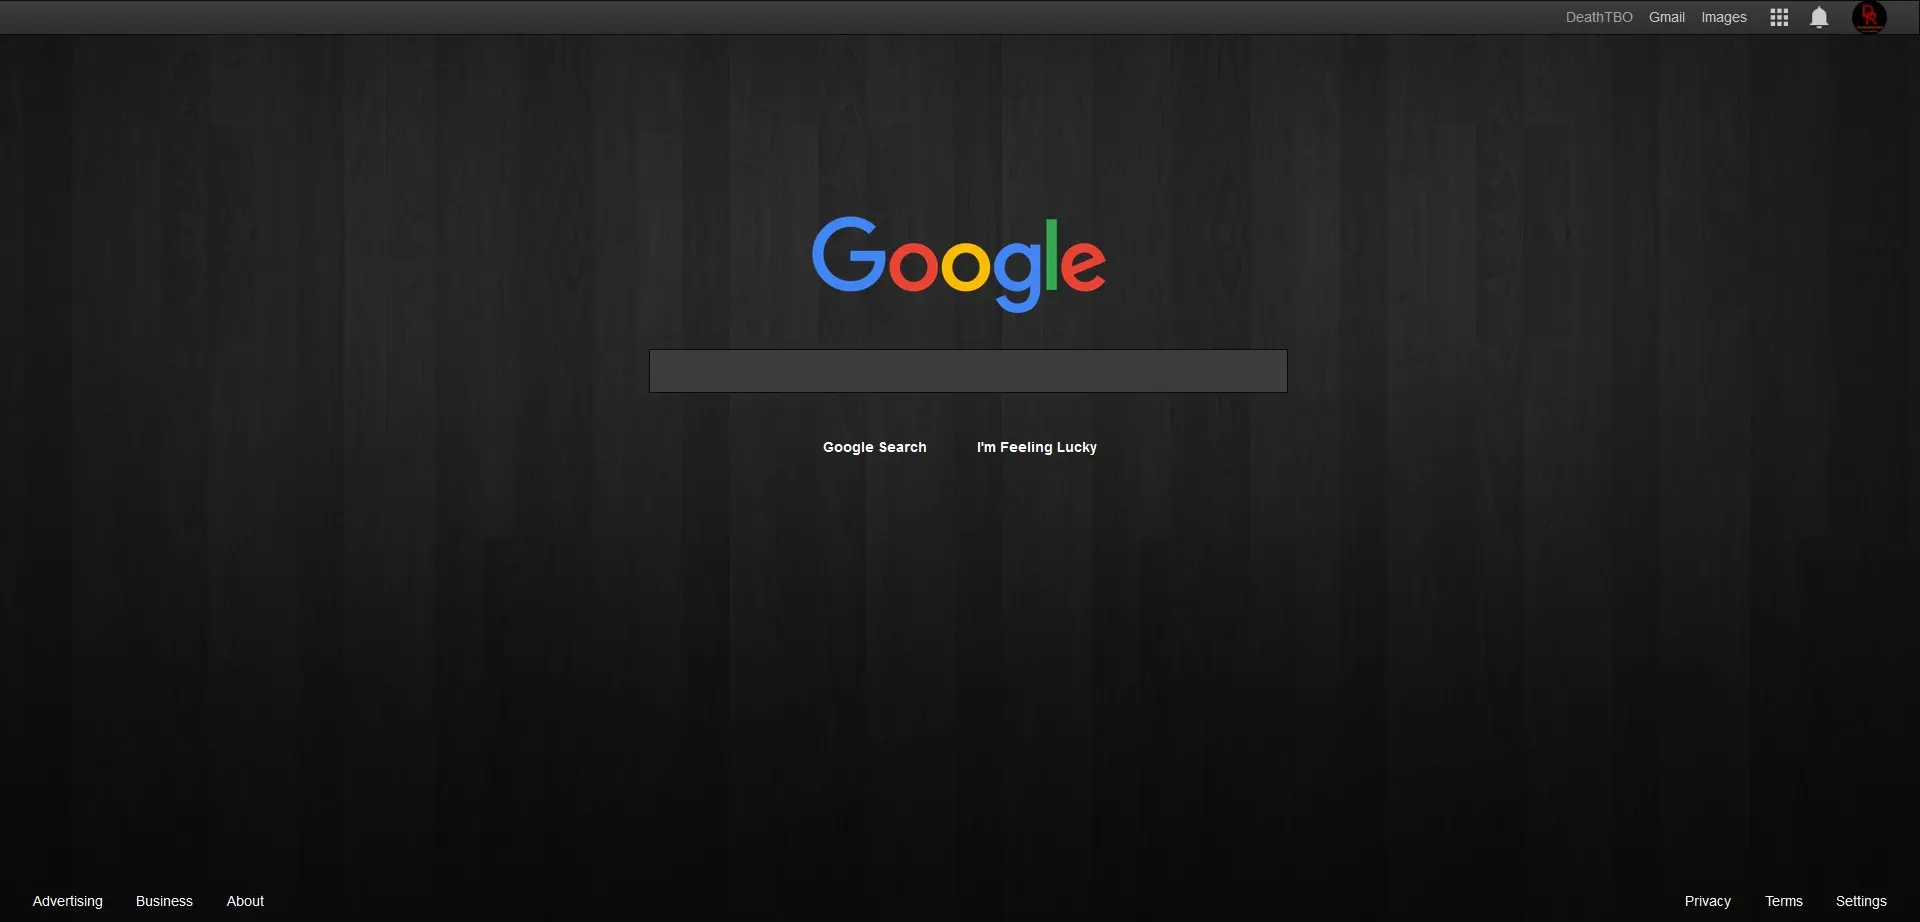 DeathTBO Gmail Images
Google
Google Search I'm Feeling Lucky
Advertising Business About Privacy Terms Settings